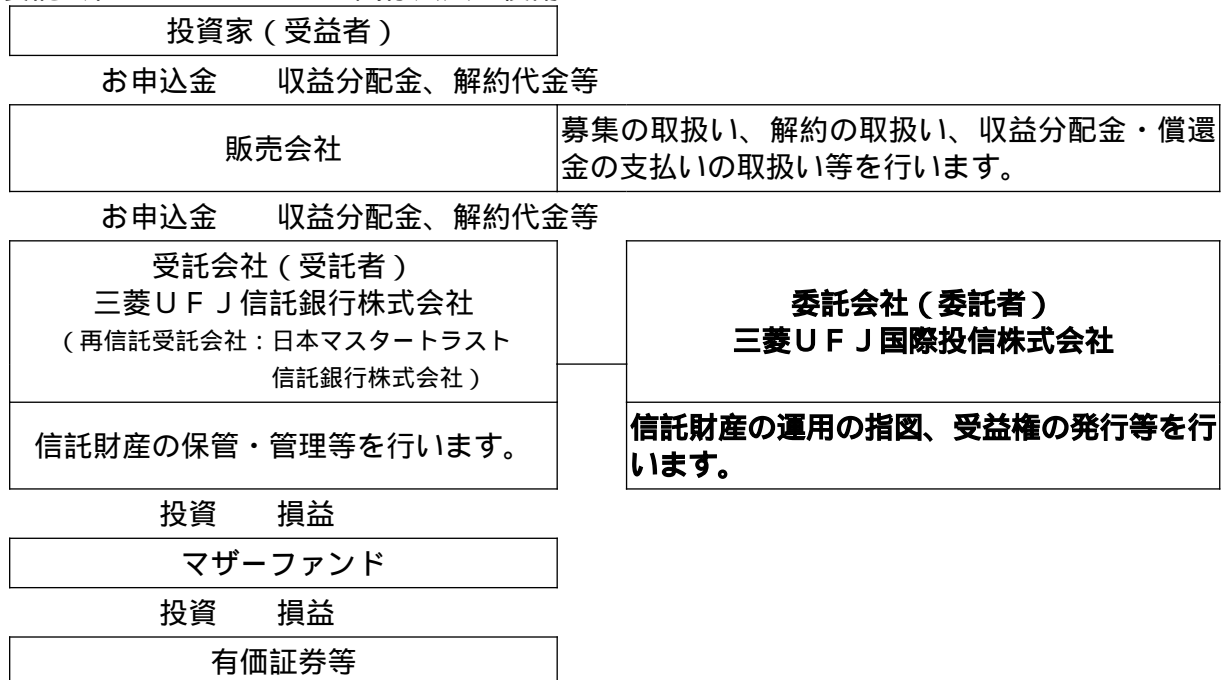 投資家（受益者）
お申込金　　収益分配金、解約代金等
販売会社
募集の取扱い、解約の取扱い、収益分配金・償還
金の支払いの取扱い等を行います。
お申込金　　収益分配金、解約代金等
受託会社（受託者）
三菱ＵＦＪ信託銀行株式会社
（再信託受託会社：日本マスタートラスト
信託銀行株式会社）
委託会社（委託者）
三菱ＵＦＪ国際投信株式会社
信託財産の保管・管理等を行います。
信託財産の運用の指図、受益権の発行等を行
います。
投資　　損益
マザーファンド
投資　　損益
有価証券等